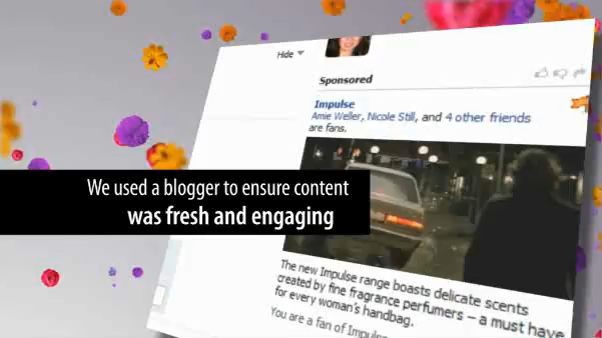 Hide
Sponsored
Impulse
Amie Weller, Nicole Still, and 4 other friends
are fans.
We used a blogger to ensure content
was fresh and engaging
The new Impulse range boasts delicate scents
created by fine fragrance perfumers – a must have
for every woman's handbag.
You are a fan of Impulse